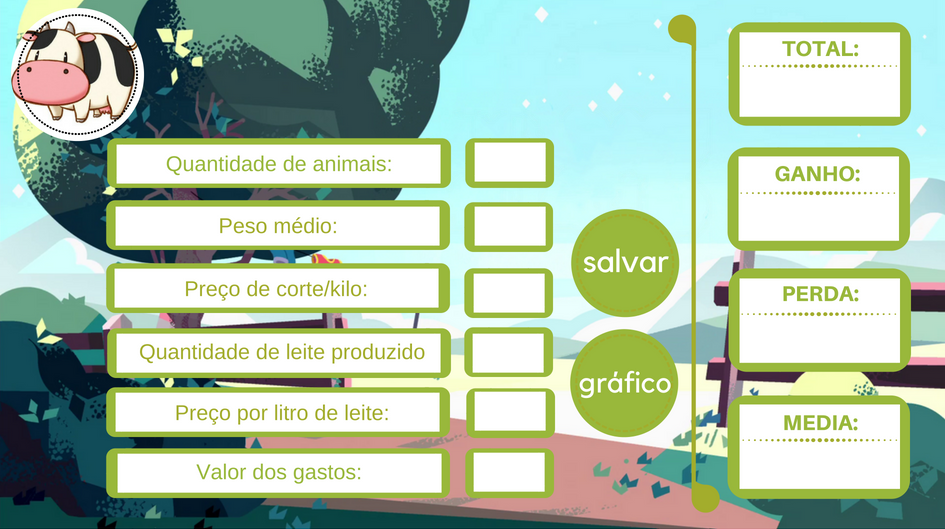 Quantidade de animais:
Peso médio:
Preço de corte/kilo:
Quantidade de leite produzido
Preço por litro de leite:
Valor dos gastos:
salvar
gráfico
TOTAL:
GANHO:
PERDA:
MEDIA: